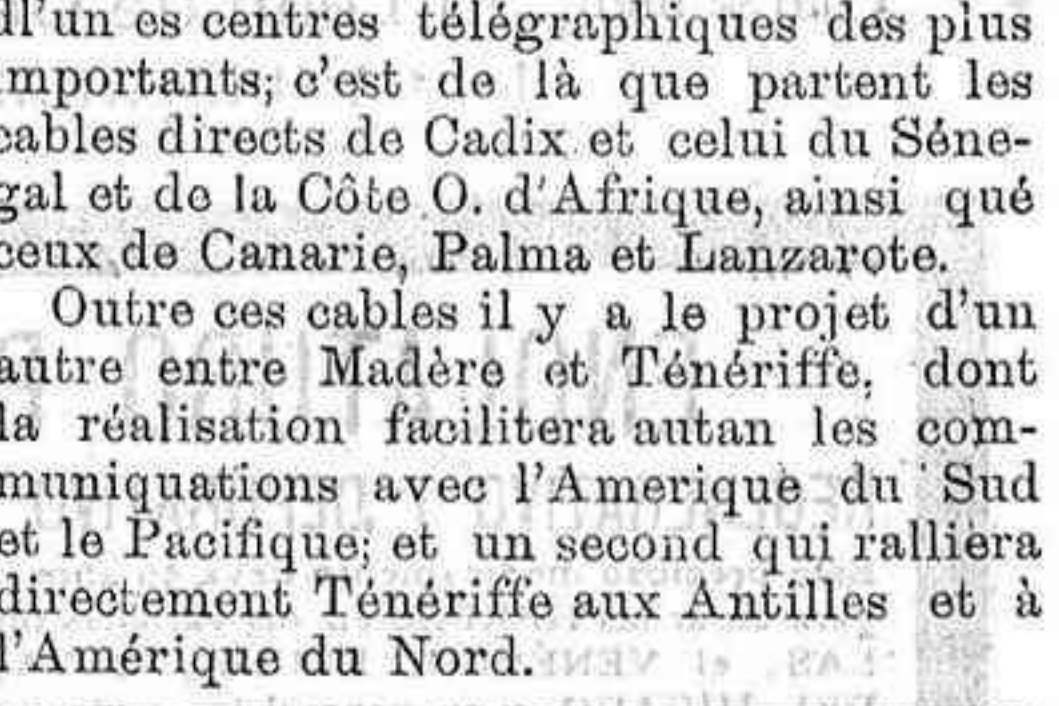 d'un es centres télégraphiques des plus
importants; c'est de là que partent les
cables directs de Cadix et celui du Séne-
gal et de la Côte O. d'Afrique, ainsi qué
ceux de Canarie, Palma et Lanzarote.
Outre ces cables il y a le projet d'un
autre entre Madère et Ténériffe, dont
la réalisation facilitera autan les com-
muniquations avec l'Amerique du Sud
et le Pacifique; et un second qui ralliera
directement Ténériffe aux Antilles et à
l'Amérique du Nord.